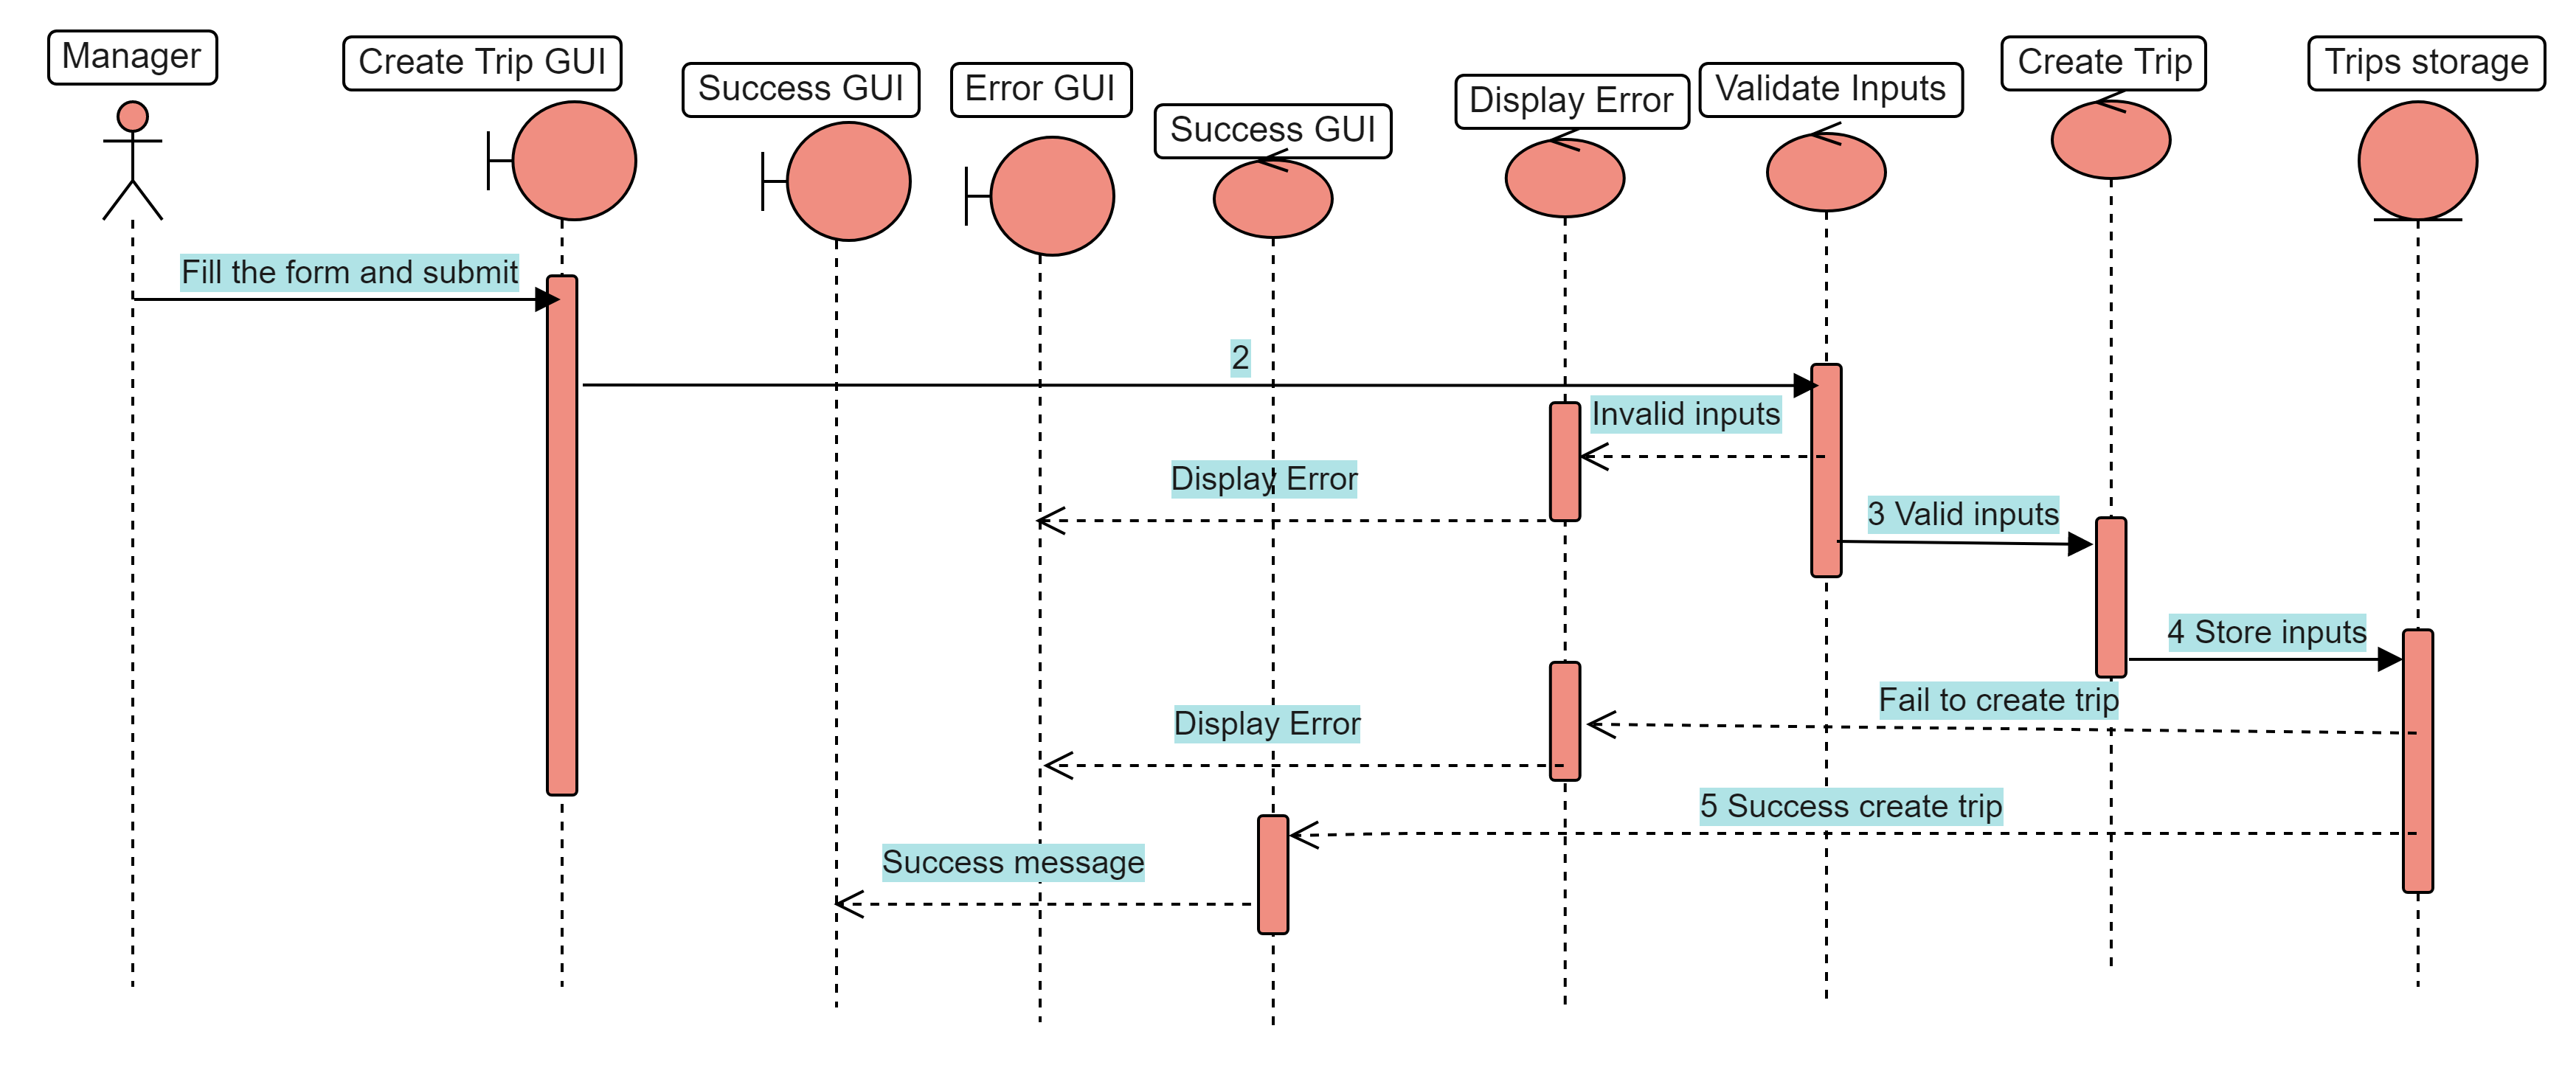 Manager
Create Trip GUI
Success GUI
Error GUI
Success GUI
Display Error
Validate Inputs
Create Trip
Trips storage
Fill the form and submit
2
Invalid inputs
Display Error
3 Valid inputs
4 Store inputs
Fail to create trip
Display Error
5 Success create trip
Success message